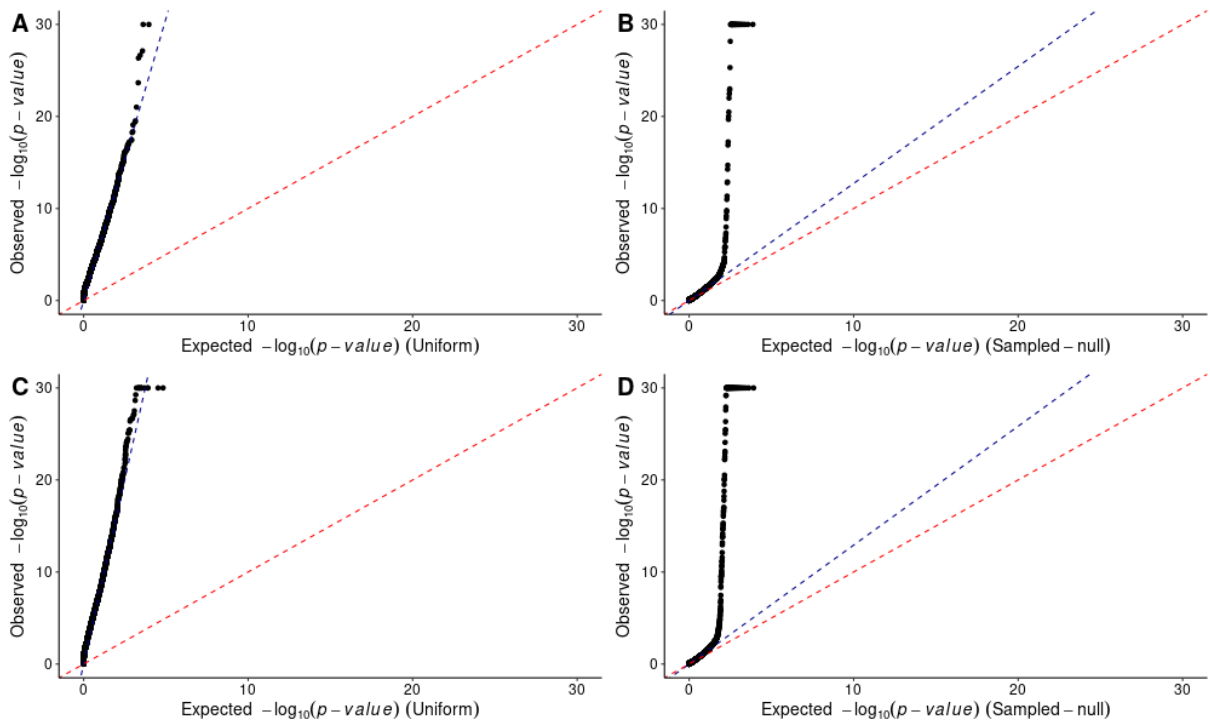 A
30
20
10
0
Observed −log10(p − value)
0 10 20 30
Expected −log10(p − value) (Uniform)
B
30
20
10
0
Observed −log10(p − value)
0 10 20 30
Expected −log10(p − value) (Sampled − null)
C
30
20
10
0
Observed −log10(p − value)
0 10 20 30
Expected −log10(p − value) (Uniform)
D
30
20
10
0
Observed −log10(p − value)
0 10 20 30
Expected −log10(p − value) (Sampled − null)